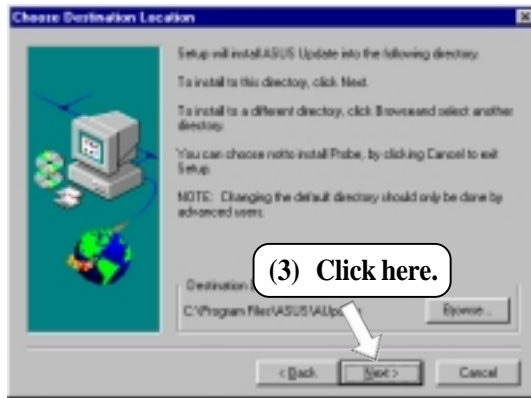 Choose Destination Location
Setup will install ASUS Update into the following directory.
To install to this directory, click Next.
To install to a different directory, click Browse and select another
directory.
You can choose not to install Probe, by clicking Cancel to exit
Setup.
NOTE: Changing the default directory should only be done by
advanced users.
(3) Click here.
Destination
C:\Program Files\ASUS\AUp
Browse...
< Back
Next >
Cancel